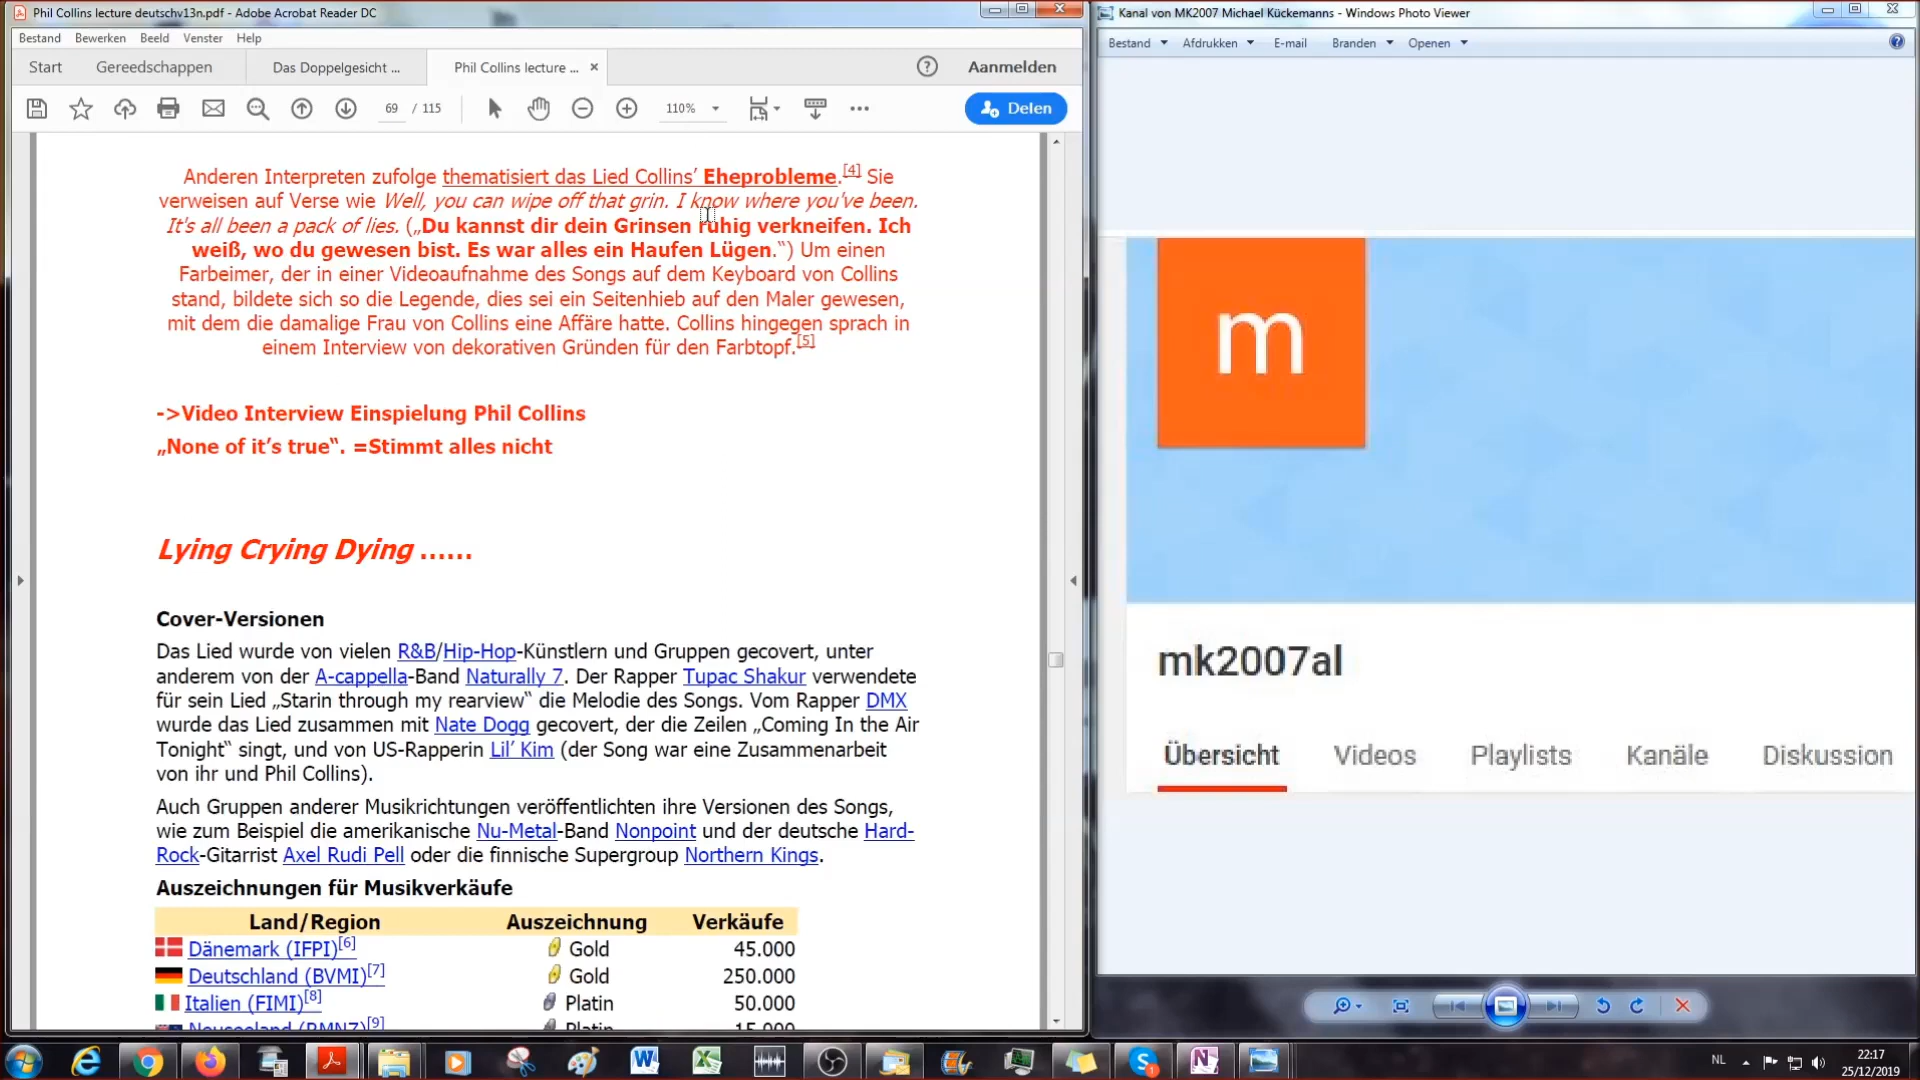 Phil Collins lecture deutschv13n.pdf - Adobe Acrobat Reader DC
Bestand Bewerken Beeld Venster Help
Start Gereedschappen Das Doppelgesicht ... Phil Collins lecture ... × Aanmelden
69 / 115 110% Delen
Anderen Interpreten zufolge thematisiert das Lied Collins’ Eheprobleme.[4] Sie
verweisen auf Verse wie Well, you can wipe off that grin. I know where you've been.
It's all been a pack of lies. („Du kannst dir dein Grinsen ruhig verkneifen. Ich
weiß, wo du gewesen bist. Es war alles ein Haufen Lügen.“) Um einen
Farbeimer, der in einer Videoaufnahme des Songs auf dem Keyboard von Collins
stand, bildete sich so die Legende, dies sei ein Seitenhieb auf den Maler gewesen,
mit dem die damalige Frau von Collins eine Affäre hatte. Collins hingegen sprach in
einem Interview von dekorativen Gründen für den Farbtopf.[5]
->Video Interview Einspielung Phil Collins
„None of it’s true“. =Stimmt alles nicht
Lying Crying Dying ......
Cover-Versionen
Das Lied wurde von vielen R&B/Hip-Hop-Künstlern und Gruppen gecovert, unter
anderem von der A-cappella-Band Naturally 7. Der Rapper Tupac Shakur verwendete
für sein Lied „Starin through my rearview“ die Melodie des Songs. Vom Rapper DMX
wurde das Lied zusammen mit Nate Dogg gecovert, der die Zeilen „Coming In the Air
Tonight“ singt, und von US-Rapperin Lil’ Kim (der Song war eine Zusammenarbeit
von ihr und Phil Collins).
Auch Gruppen anderer Musikrichtungen veröffentlichten ihre Versionen des Songs,
wie zum Beispiel die amerikanische Nu-Metal-Band Nonpoint und der deutsche Hard-
Rock-Gitarrist Axel Rudi Pell oder die finnische Supergroup Northern Kings.
Auszeichnungen für Musikverkäufe
Land/Region Auszeichnung Verkäufe
Dänemark (IFPI)[6] Gold 45.000
Deutschland (BVMI)[7] Gold 250.000
Italien (FIMI)[8] Platin 50.000
Neuseeland (RMNZ)[9] Platin 15.000
Kanal von MK2007 Michael Kückemanns - Windows Photo Viewer
Bestand Afdrukken E-mail Branden Openen
m
mk2007al
Übersicht Videos Playlists Kanäle Diskussion
NL 22:17
25/12/2019